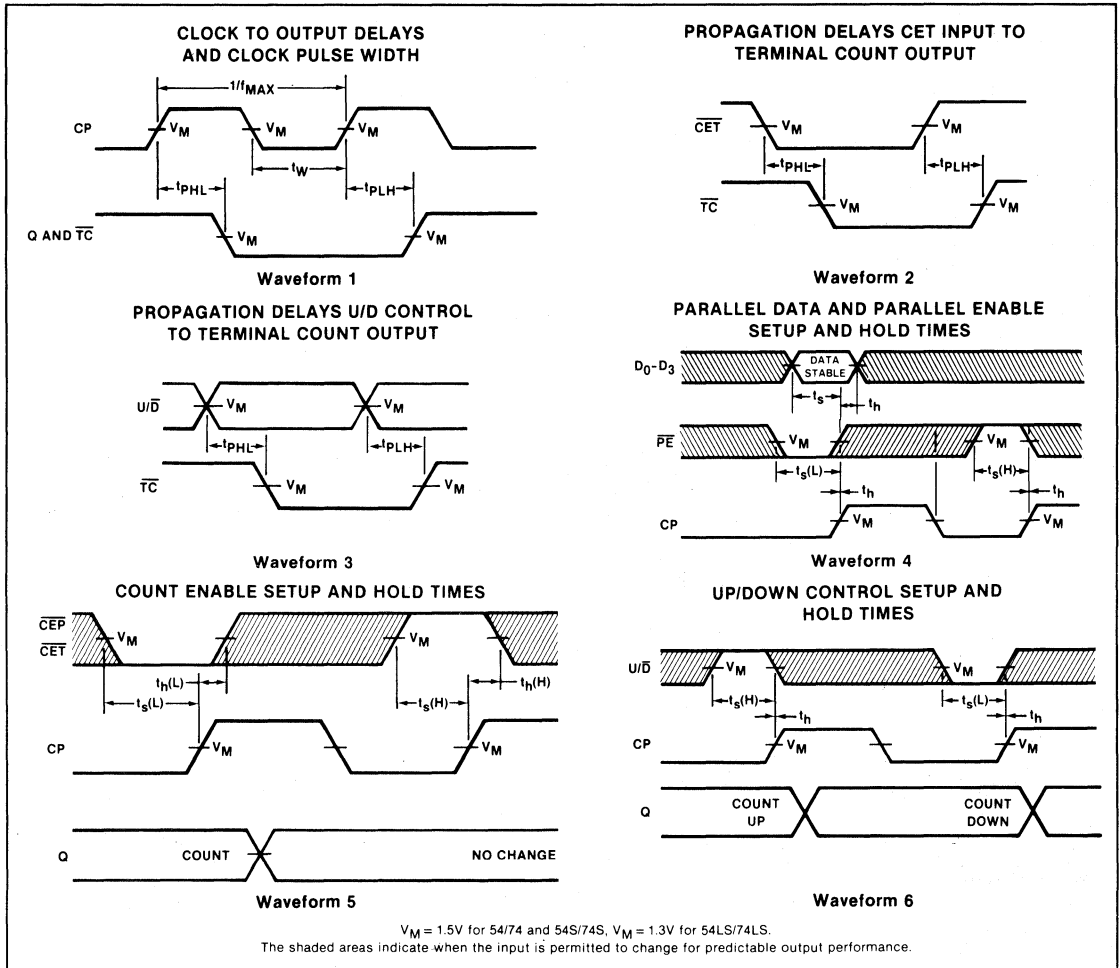 CLOCK TO OUTPUT DELAYS
AND CLOCK PULSE WIDTH
1/fMAX
CP
VM
VM
VM
tW
tPHL
tPLH
Q AND TC
VM
VM
Waveform 1
PROPAGATION DELAYS CET INPUT TO
TERMINAL COUNT OUTPUT
CET
VM
VM
tPHL
tPLH
TC
VM
VM
Waveform 2
PROPAGATION DELAYS U/D CONTROL
TO TERMINAL COUNT OUTPUT
U/D
VM
VM
tPHL
tPLH
TC
VM
VM
Waveform 3
PARALLEL DATA AND PARALLEL ENABLE
SETUP AND HOLD TIMES
D0-D3
DATA
STABLE
ts
th
PE
VM
VM
ts(L)
ts(H)
th
th
CP
VM
VM
Waveform 4
COUNT ENABLE SETUP AND HOLD TIMES
CEP
CET
VM
VM
th(L)
th(H)
ts(L)
ts(H)
CP
VM
VM
Q
COUNT
NO CHANGE
Waveform 5
UP/DOWN CONTROL SETUP AND
HOLD TIMES
U/D
VM
VM
ts(H)
ts(L)
th
th
CP
VM
VM
Q
COUNT
UP
COUNT
DOWN
Waveform 6
VM = 1.5V for 54/74 and 54S/74S, VM = 1.3V for 54LS/74LS.
The shaded areas indicate when the input is permitted to change for predictable output performance.